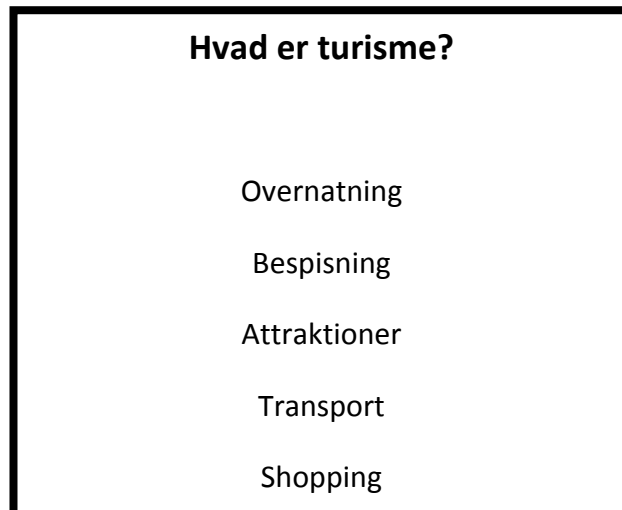 Hvad er turisme?
Overnatning
Bespisning
Attraktioner
Transport
Shopping